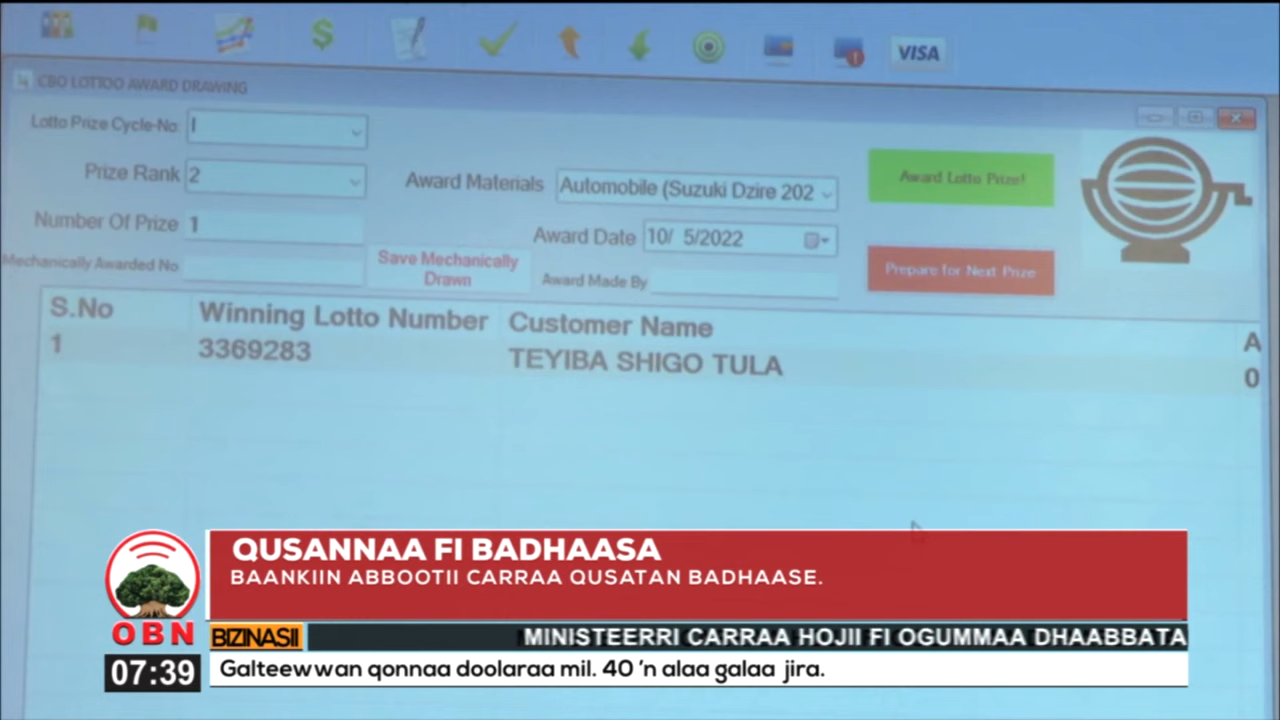 VISA
CBO LOTTOO AWARD DRAWING
Lotto Prize Cycle-No. I
Prize Rank 2
Award Materials Automobile (Suzuki Dzire 202
Award Lotto Prize!
Number Of Prize 1
Award Date 10/ 5/2022
Mechanically Awarded No
Save Mechanically
Drawn
Award Made By
Prepare for Next Prize
S.No Winning Lotto Number Customer Name A
1 3369283 TEYIBA SHIGO TULA 0
QUSANNAA FI BADHAASA
BAANKIIN ABBOOTII CARRAA QUSATAN BADHAASE.
OBN
BIZINASII
MINISTEERRI CARRAA HOJII FI OGUMMAA DHAABBATA
07:39
Galteewwan qonnaa doolaraa mil. 40 'n alaa galaa jira.